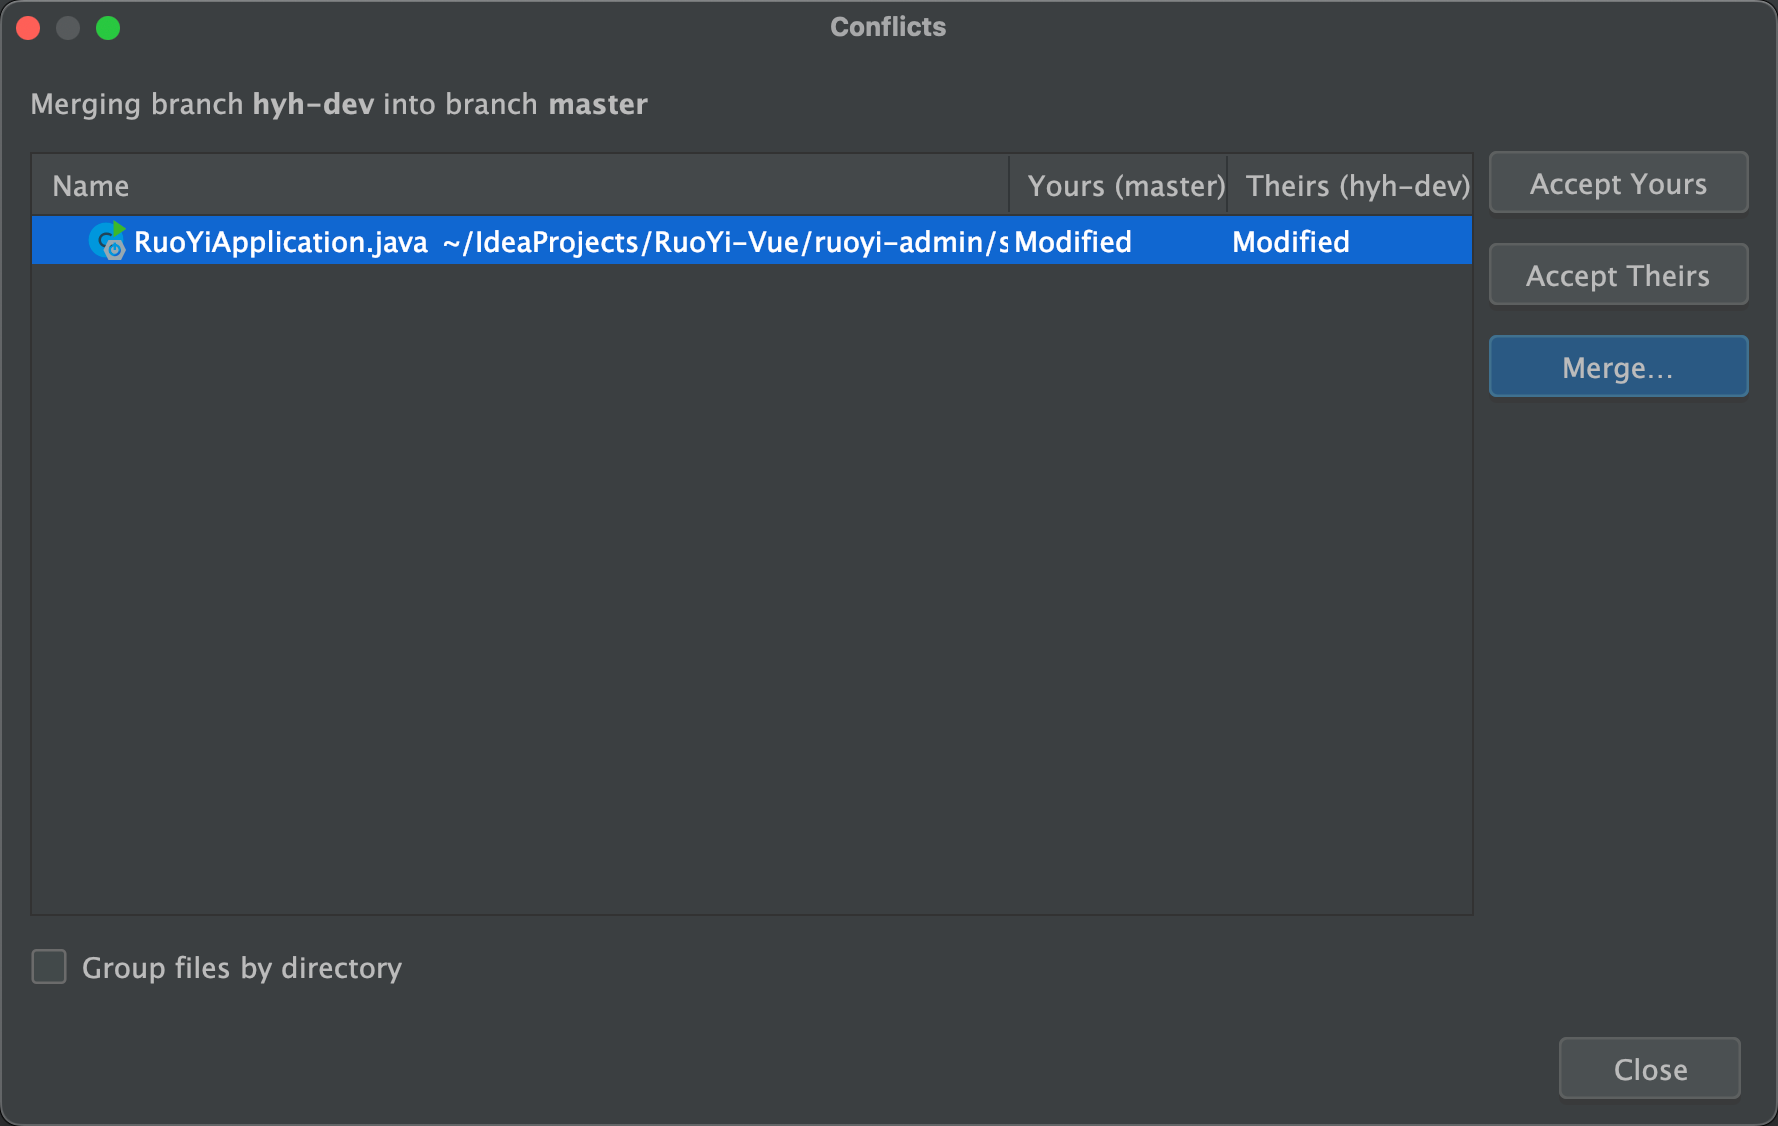 Conflicts
Merging branch hyh-dev into branch master
Name Yours (master) Theirs (hyh-dev)
RuoYiApplication.java ~/IdeaProjects/RuoYi-Vue/ruoyi-admin/s Modified Modified
Accept Yours
Accept Theirs
Merge...
Group files by directory
Close